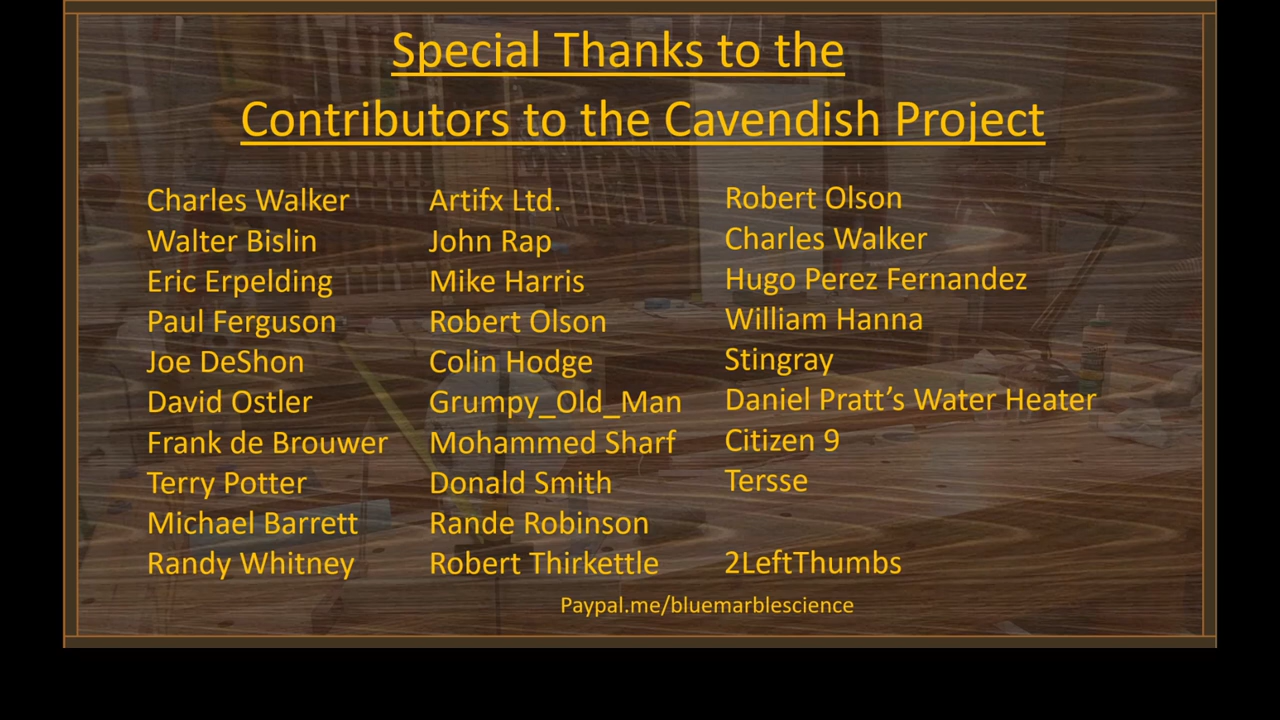 Special Thanks to the
Contributors to the Cavendish Project
Charles Walker
Walter Bislin
Eric Erpelding
Paul Ferguson
Joe DeShon
David Ostler
Frank de Brouwer
Terry Potter
Michael Barrett
Randy Whitney
Artifx Ltd.
John Rap
Mike Harris
Robert Olson
Colin Hodge
Grumpy_Old_Man
Mohammed Sharf
Donald Smith
Rande Robinson
Robert Thirkettle
Robert Olson
Charles Walker
Hugo Perez Fernandez
William Hanna
Stingray
Daniel Pratt’s Water Heater
Citizen 9
Tersse
2LeftThumbs
Paypal.me/bluemarblescience